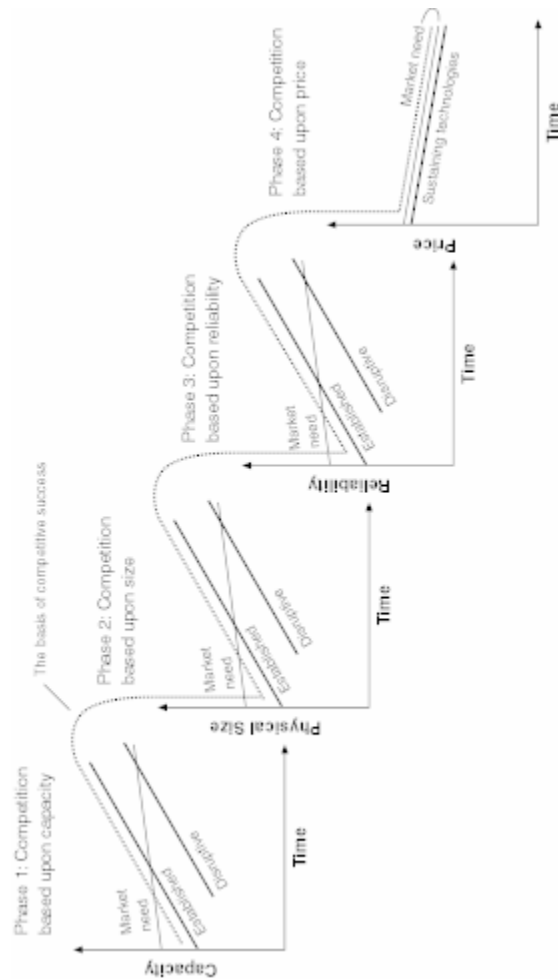 The basis of competitive success
Phase 1: Competition
based upon capacity
Market
need
Established
Disruptive
Capacity
Time
Phase 2: Competition
based upon size
Market
need
Established
Disruptive
Physical Size
Time
Phase 3: Competition
based upon reliability
Market
need
Established
Disruptive
Reliability
Time
Phase 4: Competition
based upon price
Market need
Sustaining technologies
Price
Time